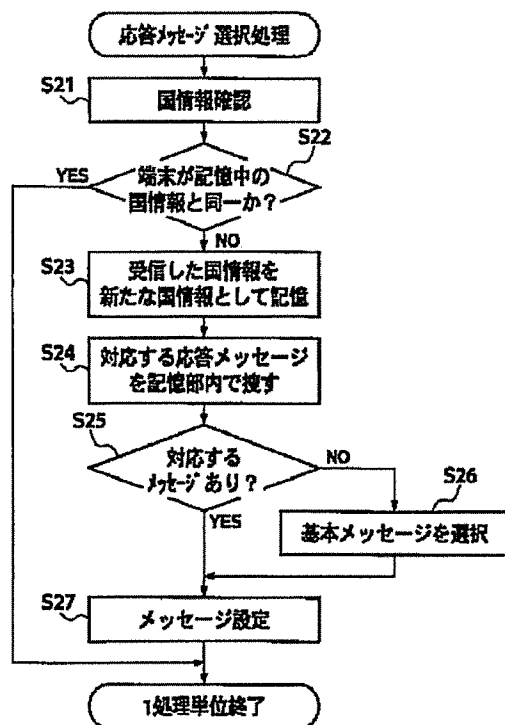 応答メッセージ選択処理
S21
国情報確認
S22
YES
端末が記憶中の
国情報と同一か？
NO
S23
受信した国情報を
新たな国情報として記憶
S24
対応する応答メッセージ
を記憶部内で捜す
S25
対応する
メッセージあり？
NO
YES
S26
基本メッセージを選択
S27
メッセージ設定
1処理単位終了